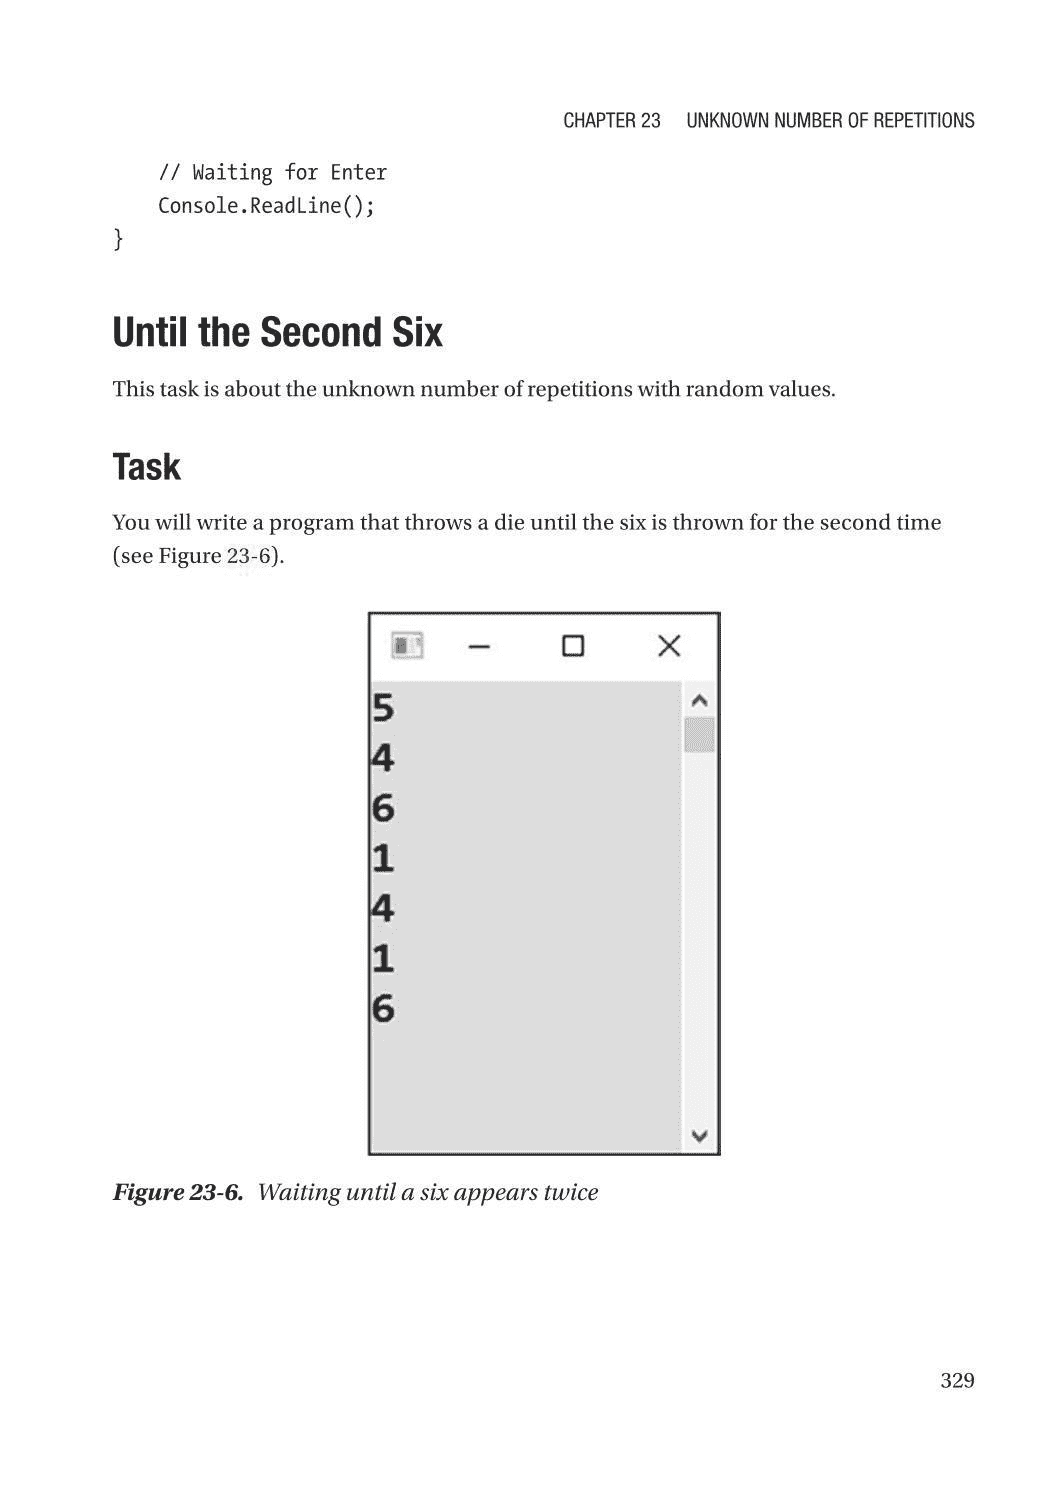 CHAPTER 23 UNKNOWN NUMBER OF REPETITIONS
// Waiting for Enter
Console.ReadLine();
}
Until the Second Six
This task is about the unknown number of repetitions with random values.
Task
You will write a program that throws a die until the six is thrown for the second time
(see Figure 23-6).
5
4
6
1
4
1
6
Figure 23-6. Waiting until a six appears twice
329